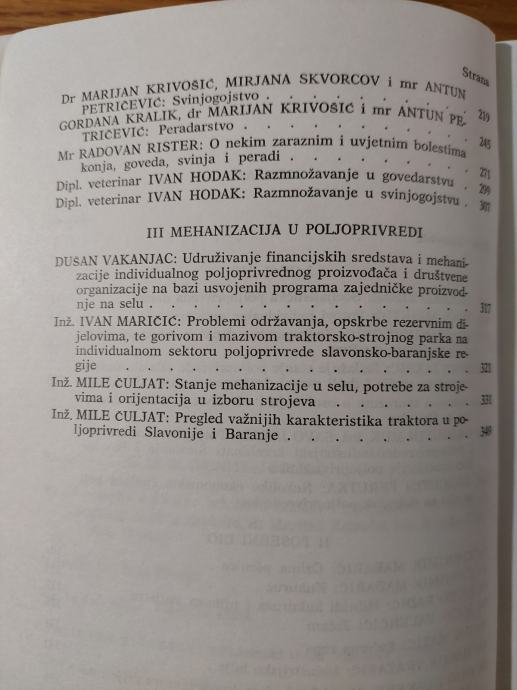 Strana
Dr MARIJAN KRIVOŠIĆ, MIRJANA SKVORCOV i mr ANTUN
PETRIČEVIĆ: Svinjogojstvo . . . . . . . . 219
GORDANA KRALIK, dr MARIJAN KRIVOŠIĆ i mr ANTUN PE-
TRIČEVIĆ: Peradarstvo . . . . . . . . . 245
Mr RADOVAN RISTER: O nekim zaraznim i uvjetnim bolestima
konja, goveda, svinja i peradi . . . . . . . 271
Dipl. veterinar IVAN HODAK: Razmnožavanje u govedarstvu . 299
Dipl. veterinar IVAN HODAK: Razmnožavanje u svinjogojstvu . 307
III MEHANIZACIJA U POLJOPRIVREDI
DUŠAN VAKANJAC: Udruživanje financijskih sredstava i mehani-
zacije individualnog poljoprivrednog proizvođača i društvene
organizacije na bazi usvojenih programa zajedničke proizvod-
nje na selu . . . . . . . . . . . . 317
Inž. IVAN MARIČIĆ: Problemi održavanja, opskrbe rezervnim di-
jelovima, te gorivom i mazivom traktorsko-strojnog parka na
individualnom sektoru poljoprivrede slavonsko-baranjske re-
gije . . . . . . . . . . . . . 321
Inž. MILE ČULJAT: Stanje mehanizacije u selu, potrebe za stroje-
vima i orijentacija u izboru strojeva . . . . . . 331
Inž. MILE ČULJAT: Pregled važnijih karakteristika traktora u po-
ljoprivredi Slavonije i Baranje . . . . . . . . 349